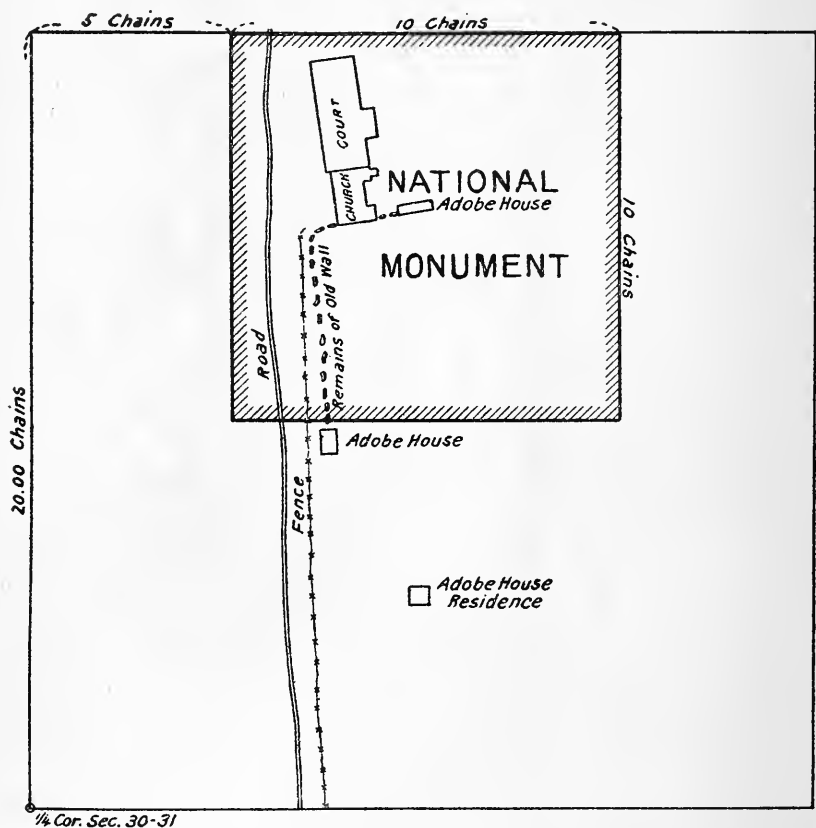 5 Chains
10 Chains
COURT
CHURCH
NATIONAL
Adobe House
MONUMENT
10 Chains
Remains of Old Wall
Road
Adobe House
20.00 Chains
Fence
Adobe House
Residence
1/4 Cor. Sec. 30-31